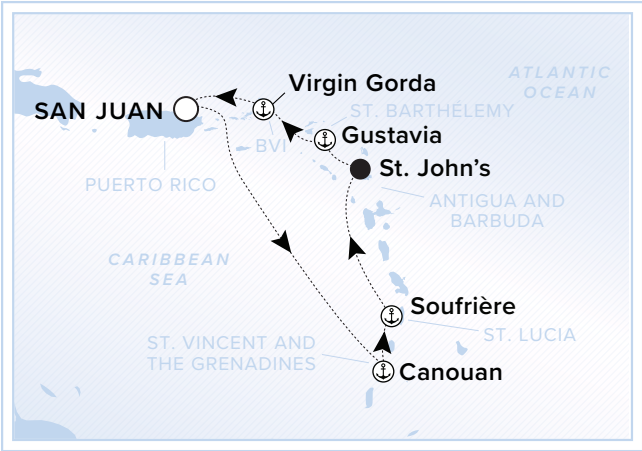 Virgin Gorda
ATLANTIC
OCEAN
SAN JUAN
ST. BARTHÉLEMY
Gustavia
BVI
St. John's
PUERTO RICO
ANTIGUA AND
BARBUDA
CARIBBEAN
SEA
Soufrière
ST. LUCIA
ST. VINCENT AND
THE GRENADINES
Canouan